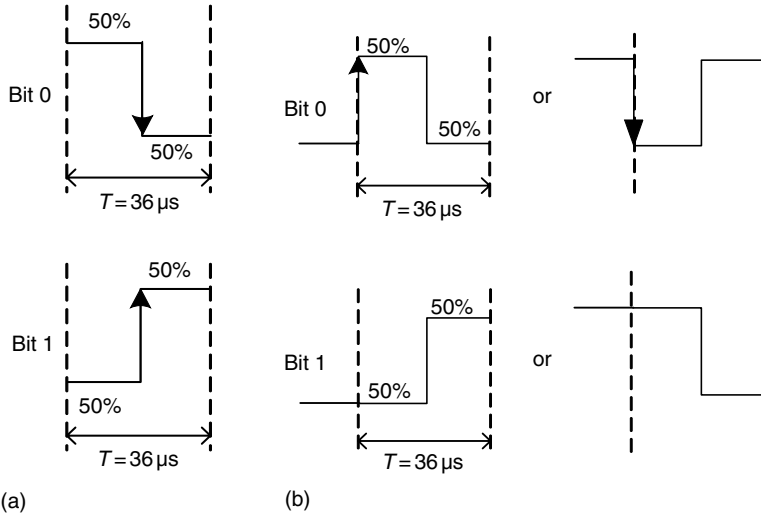 50%
Bit 0
50%
T = 36 µs
50%
Bit 0
50%
T = 36 µs
or
50%
Bit 1
50%
T = 36 µs
50%
Bit 1
50%
T = 36 µs
or
(a)
(b)